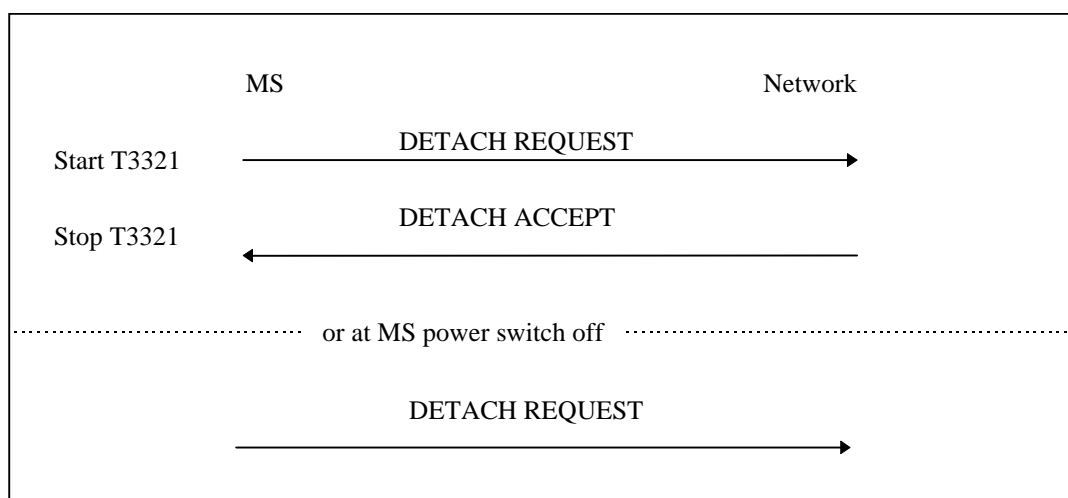 MS Network
Start T3321 DETACH REQUEST
Stop T3321 DETACH ACCEPT
or at MS power switch off
DETACH REQUEST